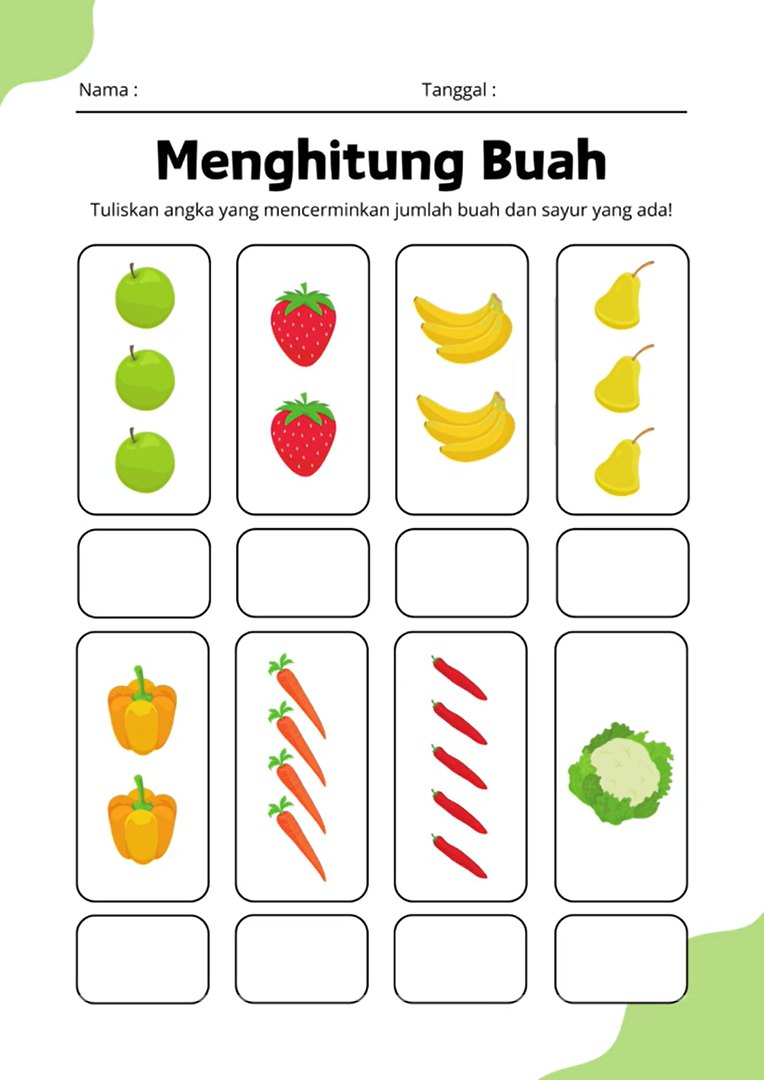 Nama :
Tanggal :
Menghitung Buah
Tuliskan angka yang mencerminkan jumlah buah dan sayur yang ada!